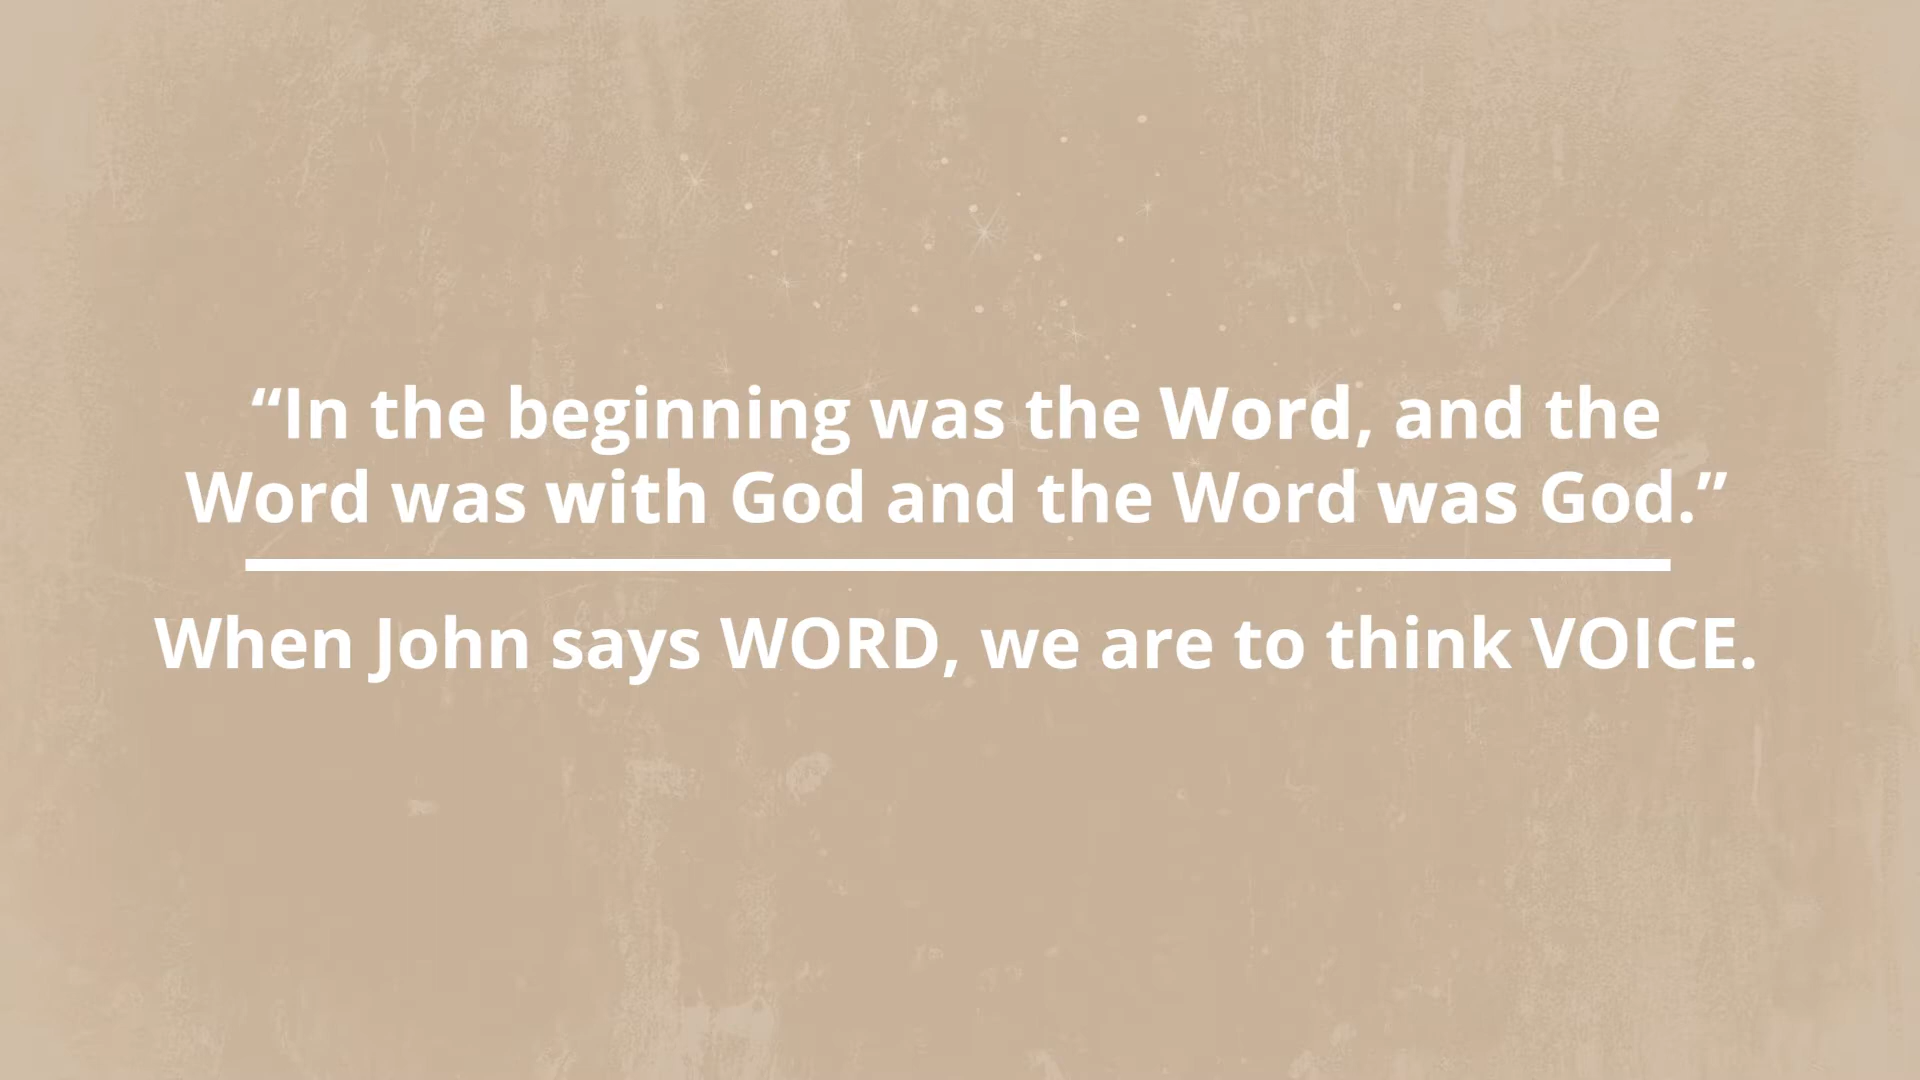 “In the beginning was the Word, and the
Word was with God and the Word was God.”
When John says WORD, we are to think VOICE.